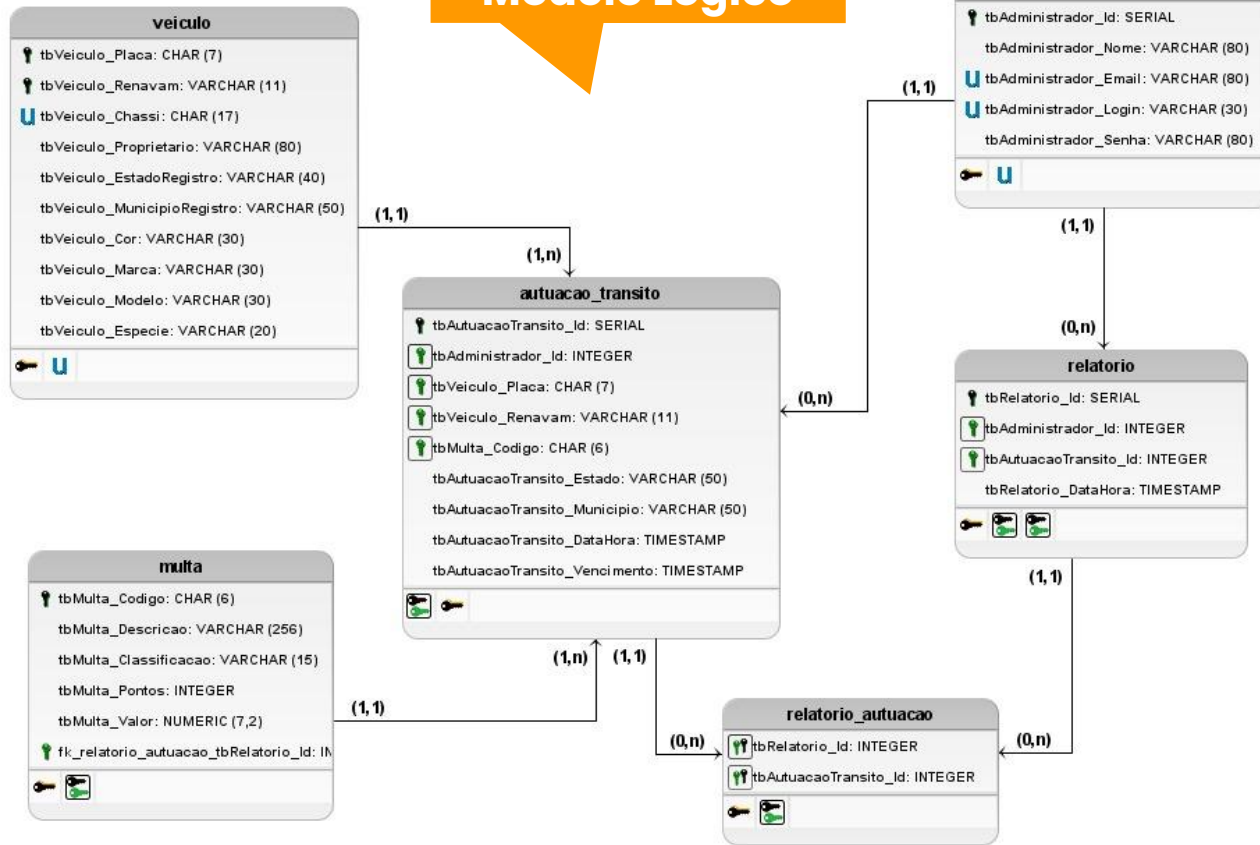 Modelo Lógico
veiculo
tbVeiculo_Placa: CHAR (7)
tbVeiculo_Renavam: VARCHAR (11)
U tbVeiculo_Chassi: CHAR (17)
tbVeiculo_Proprietario: VARCHAR (80)
tbVeiculo_EstadoRegistro: VARCHAR (40)
tbVeiculo_MunicipioRegistro: VARCHAR (50)
tbVeiculo_Cor: VARCHAR (30)
tbVeiculo_Marca: VARCHAR (30)
tbVeiculo_Modelo: VARCHAR (30)
tbVeiculo_Especie: VARCHAR (20)
U
(1,1)
(1,n)
tbAdministrador_Id: SERIAL
tbAdministrador_Nome: VARCHAR (80)
U tbAdministrador_Email: VARCHAR (80)
U tbAdministrador_Login: VARCHAR (30)
tbAdministrador_Senha: VARCHAR (80)
U
(1,1)
(0,n)
(1,1)
(0,n)
autuacao_transito
tbAutuacaoTransito_Id: SERIAL
tbAdministrador_Id: INTEGER
tbVeiculo_Placa: CHAR (7)
tbVeiculo_Renavam: VARCHAR (11)
tbMulta_Codigo: CHAR (6)
tbAutuacaoTransito_Estado: VARCHAR (50)
tbAutuacaoTransito_Municipio: VARCHAR (50)
tbAutuacaoTransito_DataHora: TIMESTAMP
tbAutuacaoTransito_Vencimento: TIMESTAMP
relatorio
tbRelatorio_Id: SERIAL
tbAdministrador_Id: INTEGER
tbAutuacaoTransito_Id: INTEGER
tbRelatorio_DataHora: TIMESTAMP
(1,1)
(0,n)
multa
tbMulta_Codigo: CHAR (6)
tbMulta_Descricao: VARCHAR (256)
tbMulta_Classificacao: VARCHAR (15)
tbMulta_Pontos: INTEGER
tbMulta_Valor: NUMERIC (7,2)
fk_relatorio_autuacao_tbRelatorio_Id: IN
(1,1)
(1,n)
(1,1)
(0,n)
relatorio_autuacao
tbRelatorio_Id: INTEGER
tbAutuacaoTransito_Id: INTEGER